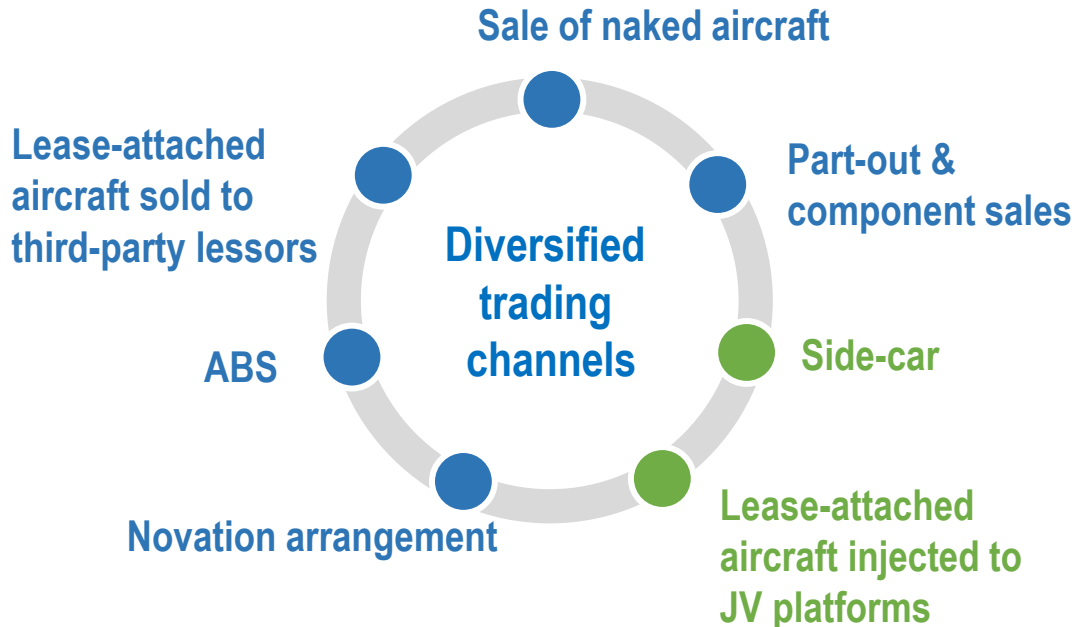 Sale of naked aircraft
Lease-attached
aircraft sold to
third-party lessors
Part-out &
component sales
Diversified
trading
channels
ABS
Side-car
Novation arrangement
Lease-attached
aircraft injected to
JV platforms